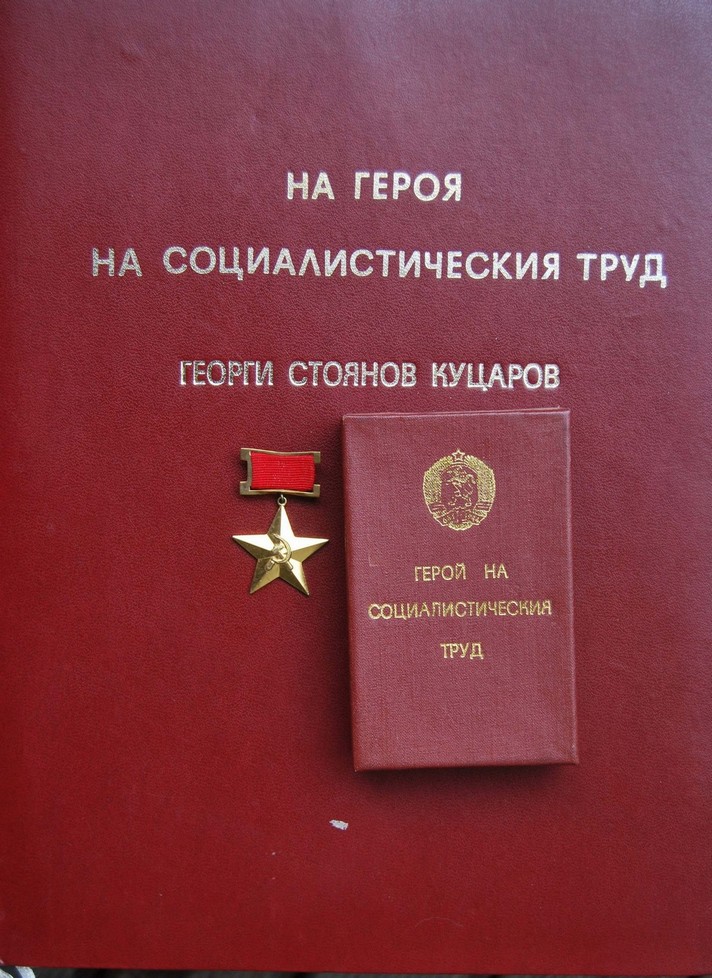 НА ГЕРОЯ
НА СОЦИАЛИСТИЧЕСКИЯ ТРУД
ГЕОРГИ СТОЯНОВ КУЦАРОВ
ГЕРОЙ НА
СОЦИАЛИСТИЧЕСКИЯ
ТРУД